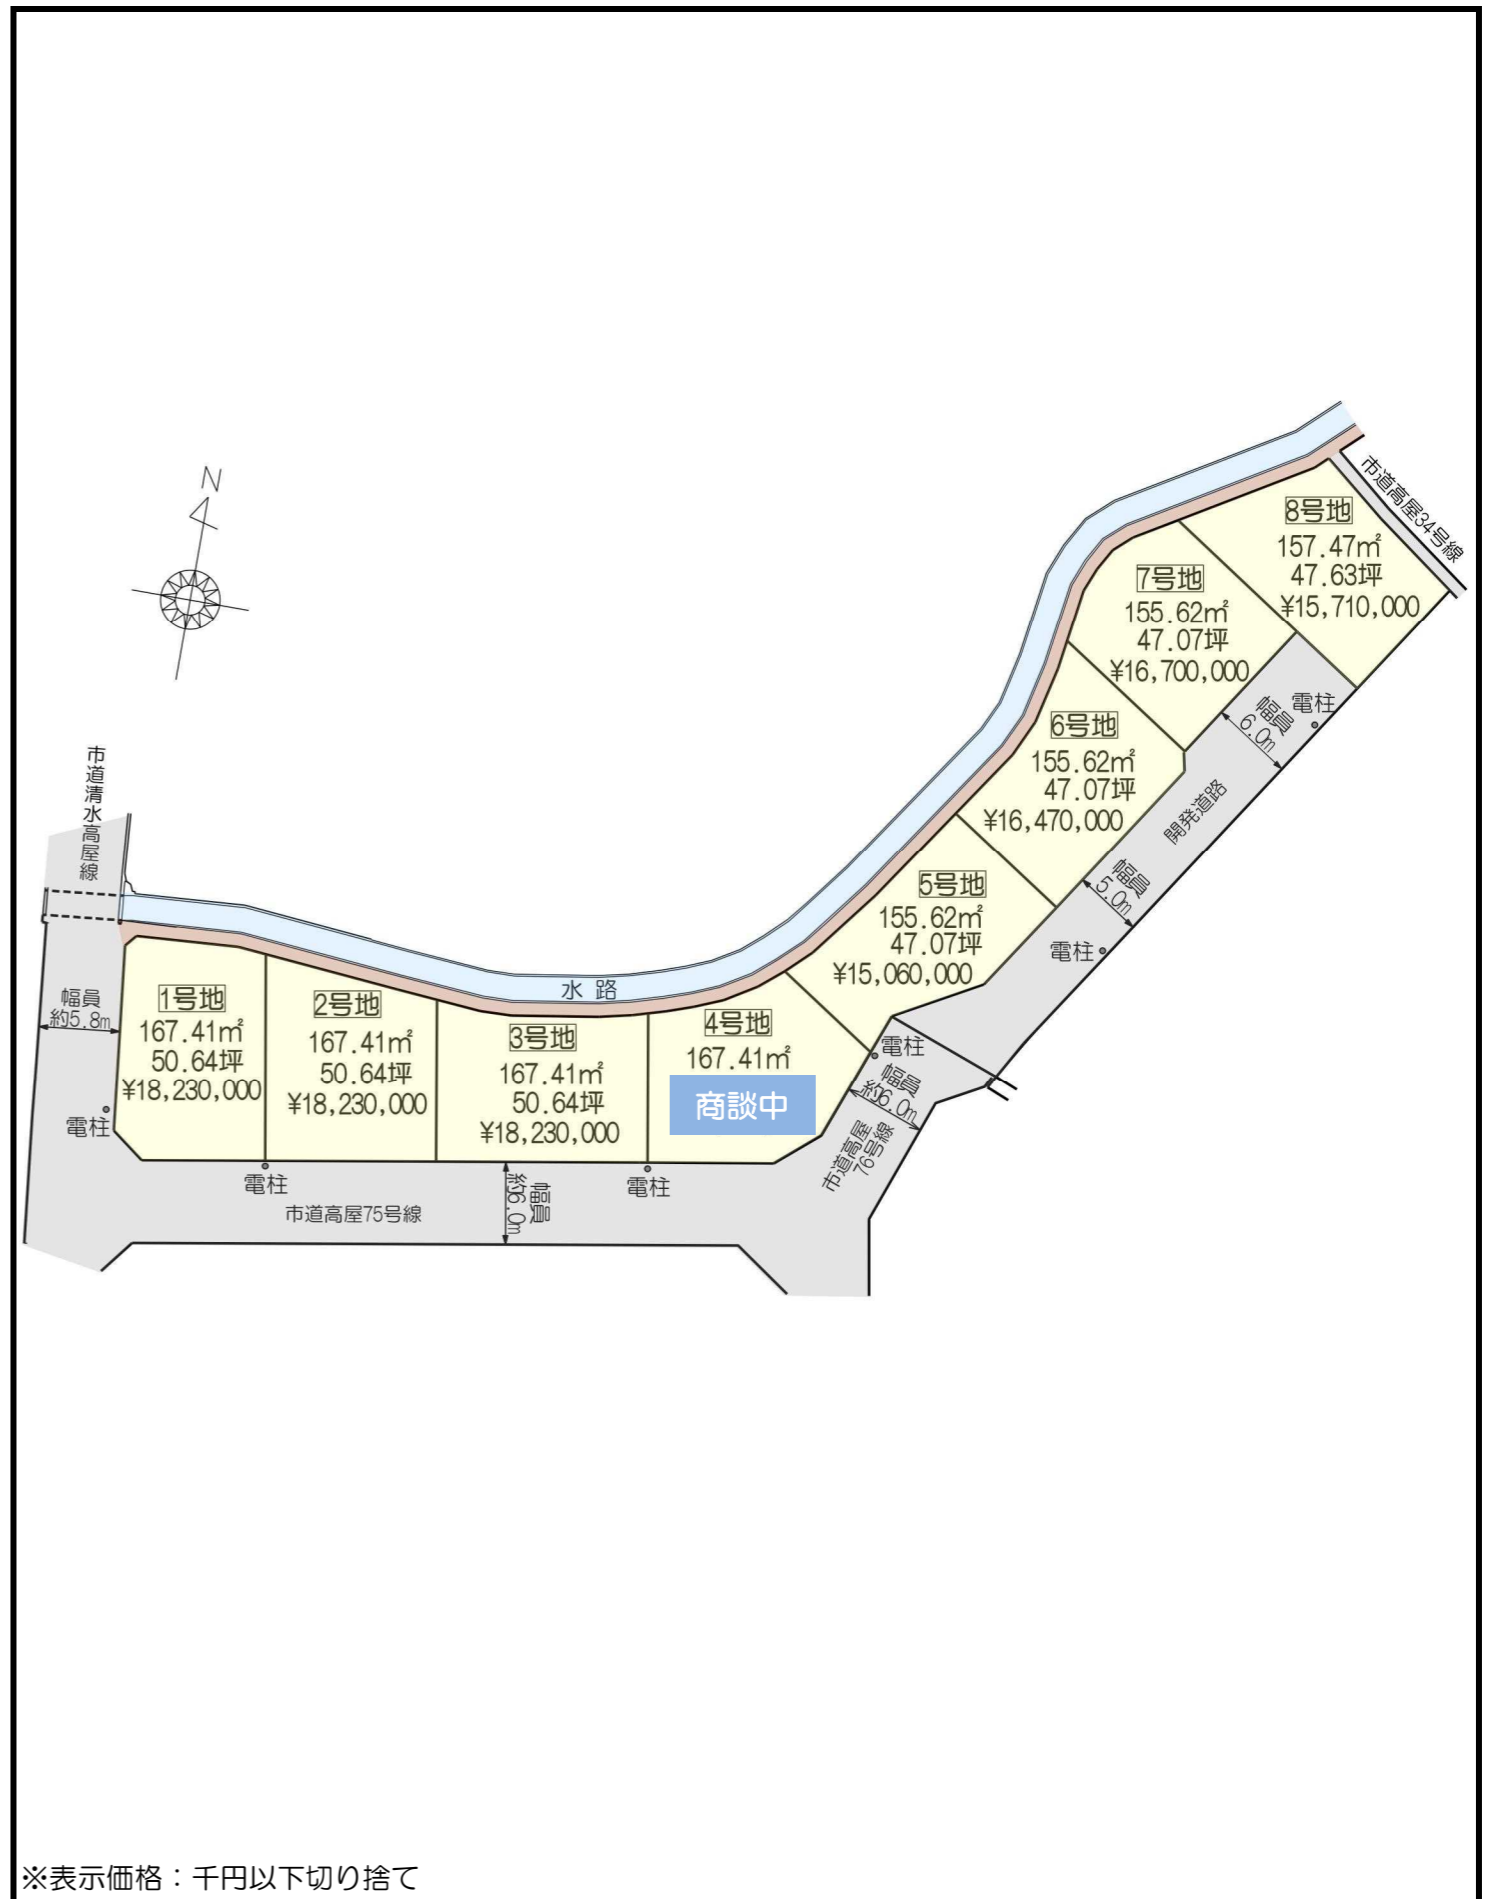 N
市道高屋34号線
8号地
157.47㎡
47.63坪
¥15,710,000
7号地
155.62㎡
47.07坪
¥16,700,000
電柱
幅員
6.0m
6号地
155.62㎡
47.07坪
¥16,470,000
開発道路
幅員
5.0m
電柱
5号地
155.62㎡
47.07坪
¥15,060,000
市道清水高屋線
水路
幅員
約5.8m
1号地
167.41㎡
50.64坪
¥18,230,000
2号地
167.41㎡
50.64坪
¥18,230,000
3号地
167.41㎡
50.64坪
¥18,230,000
4号地
167.41㎡
商談中
電柱
幅員
約6.0m
市道高屋
76号線
電柱
電柱
電柱
市道高屋75号線
幅員
約6.0m
※表示価格：千円以下切り捨て